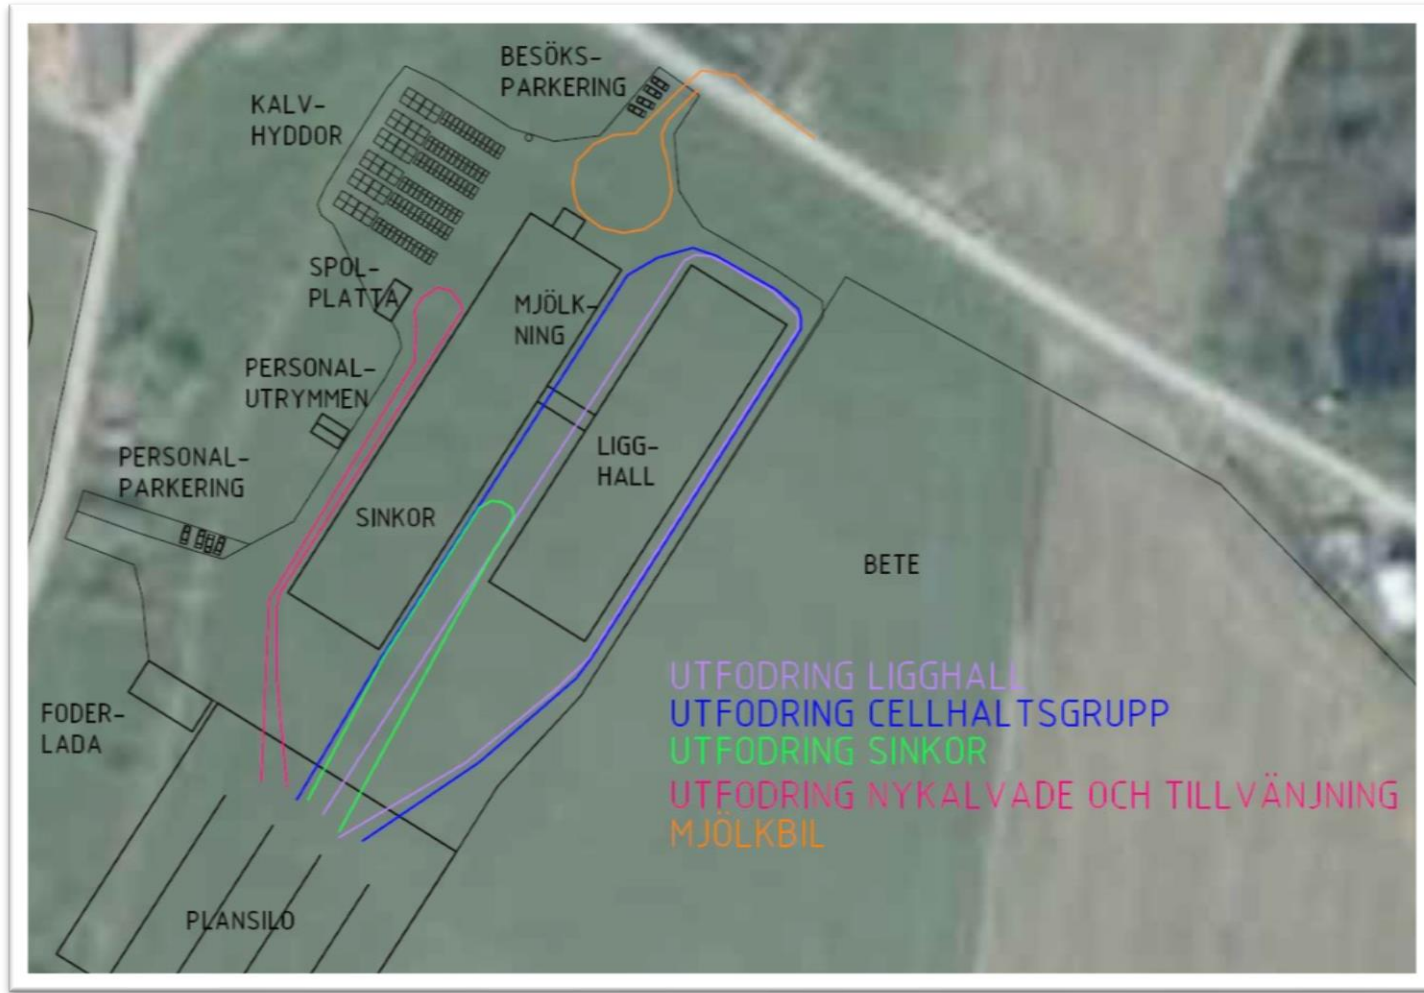 BESÖKS-
PARKERING
KALV-
HYDDOR
SPOL-
PLATTA
MJÖLK-
NING
PERSONAL-
UTRYMMEN
LIGG-
HALL
PERSONAL-
PARKERING
SINKOR
BETE
UTFODRING LIGGHALL
UTFODRING CELLHALTSGRUPP
UTFODRING SINKOR
UTFODRING NYKALVADE OCH TILLVÄNJNING
MJÖLKBIL
FODER-
LADA
PLANSILO